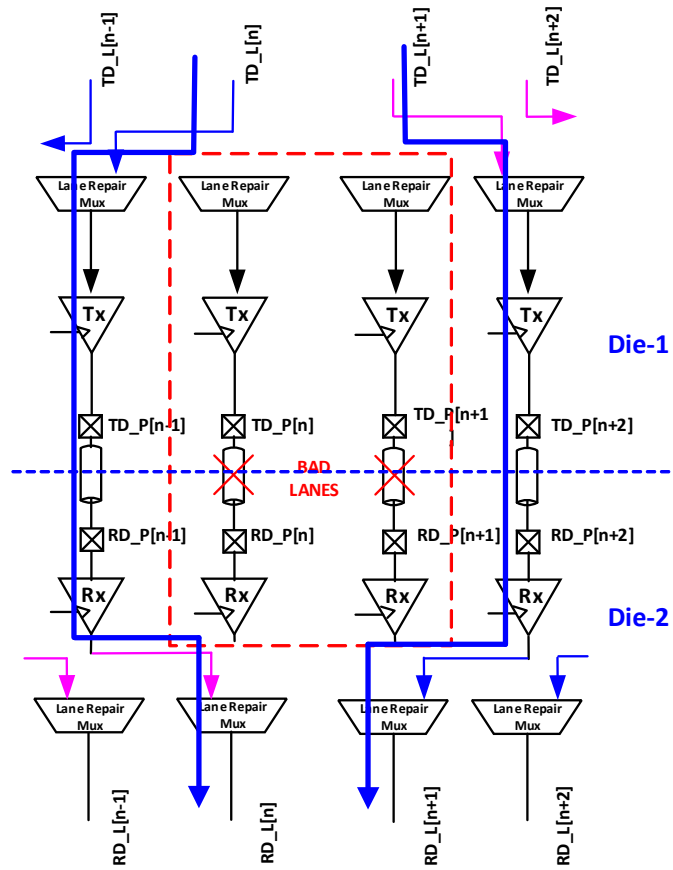 TD_L[n-1]
TD_L[n]
TD_L[n+1]
TD_L[n+2]
Lane Repair
Mux
Lane Repair
Mux
Lane Repair
Mux
Lane Repair
Mux
Tx
Tx
Tx
Tx
Die-1
TD_P[n-1]
TD_P[n]
TD_P[n+1
]
TD_P[n+2]
BAD
LANES
RD_P[n-1]
RD_P[n]
RD_P[n+1]
RD_P[n+2]
Rx
Rx
Rx
Rx
Die-2
Lane Repair
Mux
Lane Repair
Mux
Lane Repair
Mux
Lane Repair
Mux
RD_L[n-1]
RD_L[n]
RD_L[n+1]
RD_L[n+2]